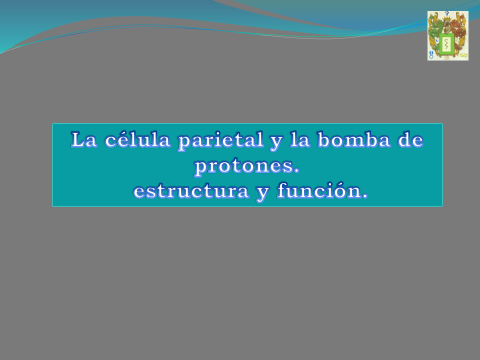 La célula parietal y la bomba de
protones.
estructura y función.